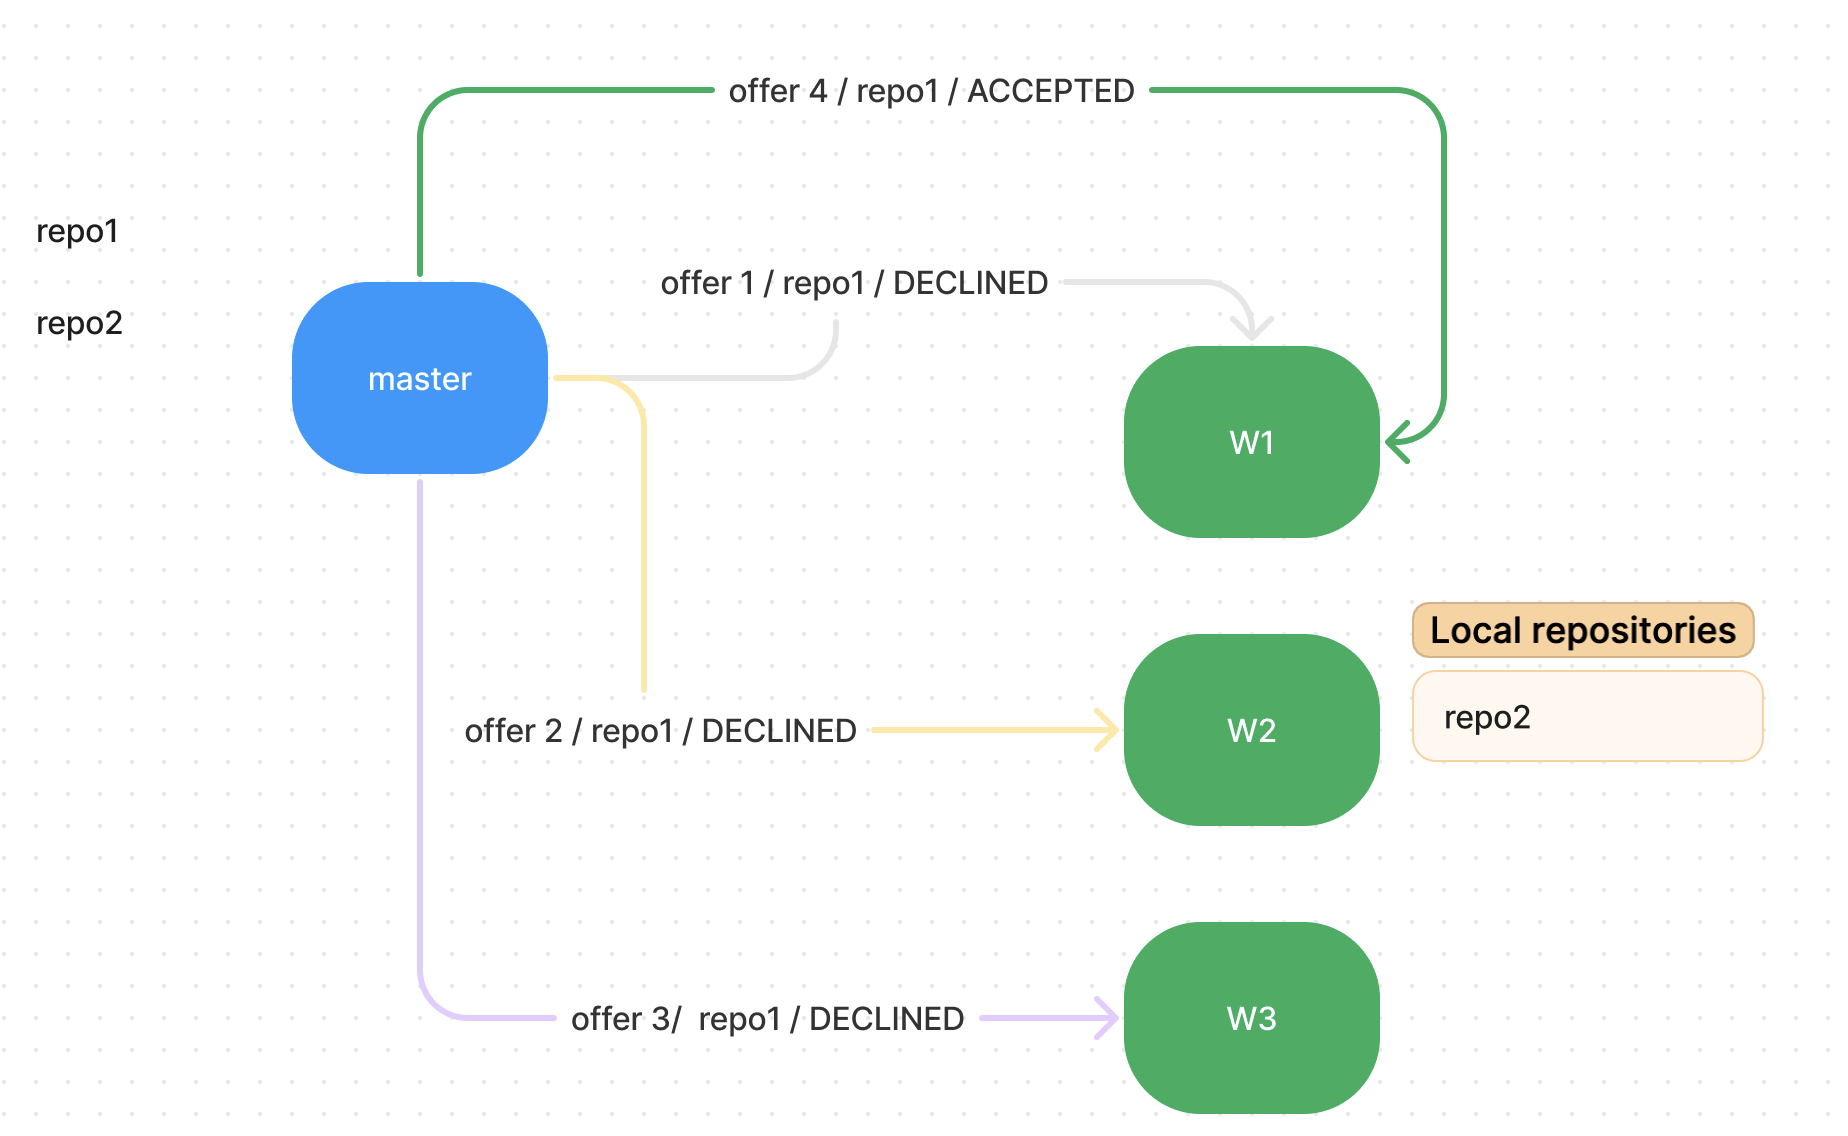 offer 4 / repo1 / ACCEPTED
repo1
offer 1 / repo1 / DECLINED
repo2
master
W1
Local repositories
repo2
offer 2 / repo1 / DECLINED
W2
offer 3/  repo1 / DECLINED
W3